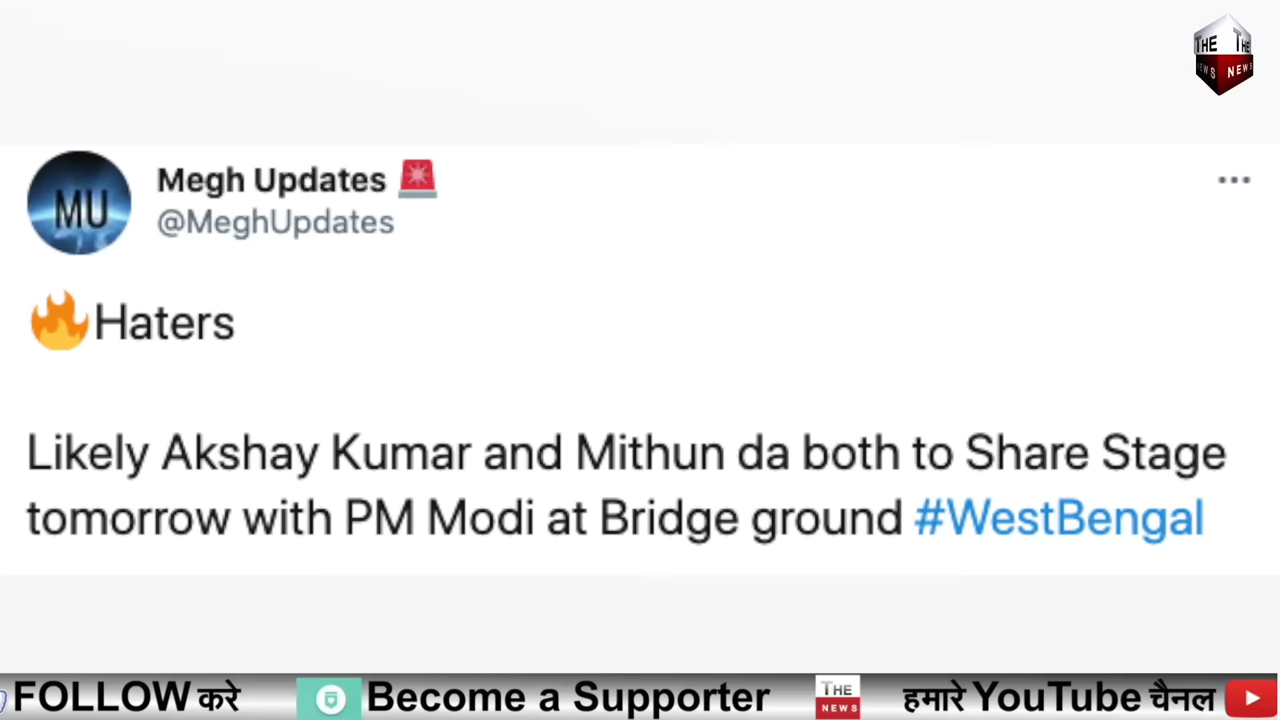 THE THE
NEWS NEWS
MU
Megh Updates 🚨
@MeghUpdates
🔥Haters
Likely Akshay Kumar and Mithun da both to Share Stage
tomorrow with PM Modi at Bridge ground #WestBengal
FOLLOW करे Become a Supporter THE NEWS हमारे YouTube चैनल